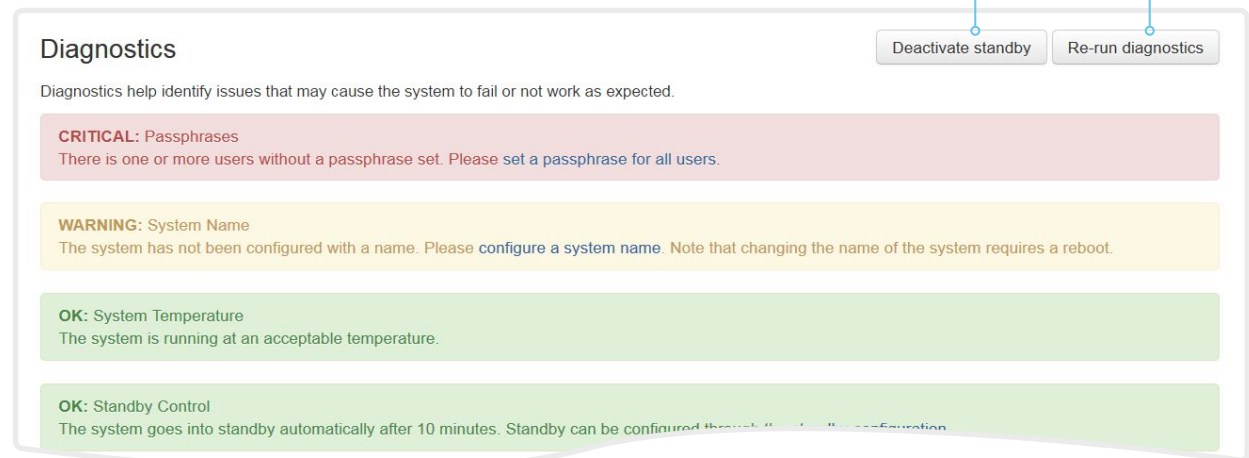 Diagnostics
Deactivate standby
Re-run diagnostics
Diagnostics help identify issues that may cause the system to fail or not work as expected.
CRITICAL: Passphrases
There is one or more users without a passphrase set. Please set a passphrase for all users.
WARNING: System Name
The system has not been configured with a name. Please configure a system name. Note that changing the name of the system requires a reboot.
OK: System Temperature
The system is running at an acceptable temperature.
OK: Standby Control
The system goes into standby automatically after 10 minutes. Standby can be configured through configuration